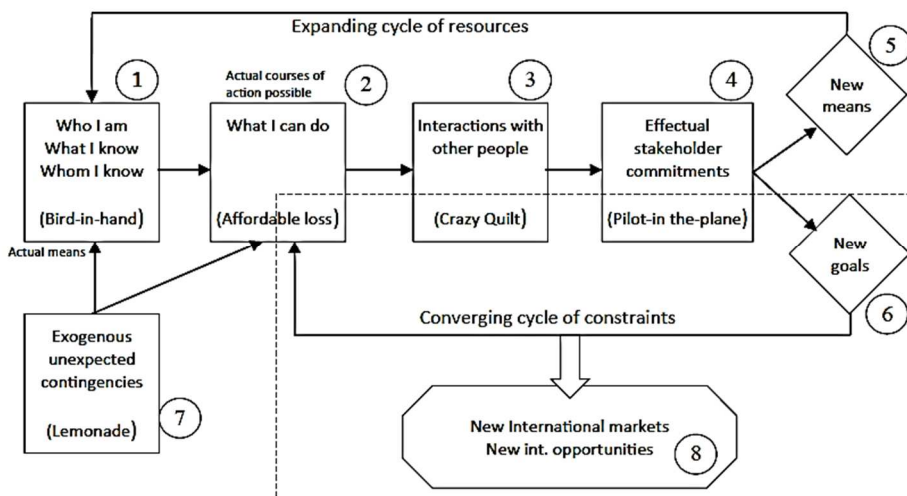 Expanding cycle of resources
5
New
means
1
Who I am
What I know
Whom I know
(Bird-in-hand)
Actual means
Actual courses of
action possible
2
What I can do
(Affordable loss)
3
Interactions with
other people
(Crazy Quilt)
4
Effectual
stakeholder
commitments
(Pilot-in the-plane)
New
goals
6
Converging cycle of constraints
Exogenous
unexpected
contingencies
(Lemonade)
7
New International markets
New int. opportunities
8